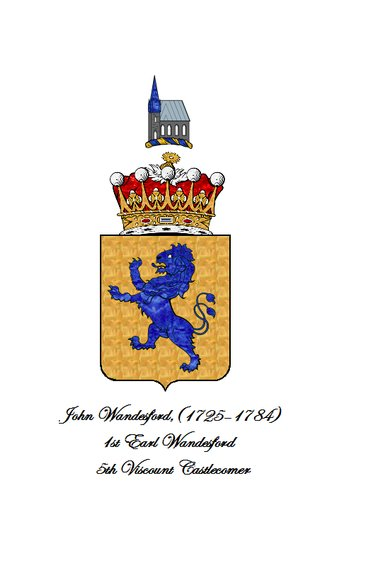 John Wandesford, (1725-1784)
1st Earl Wandesford
5th Viscount Castlecomer